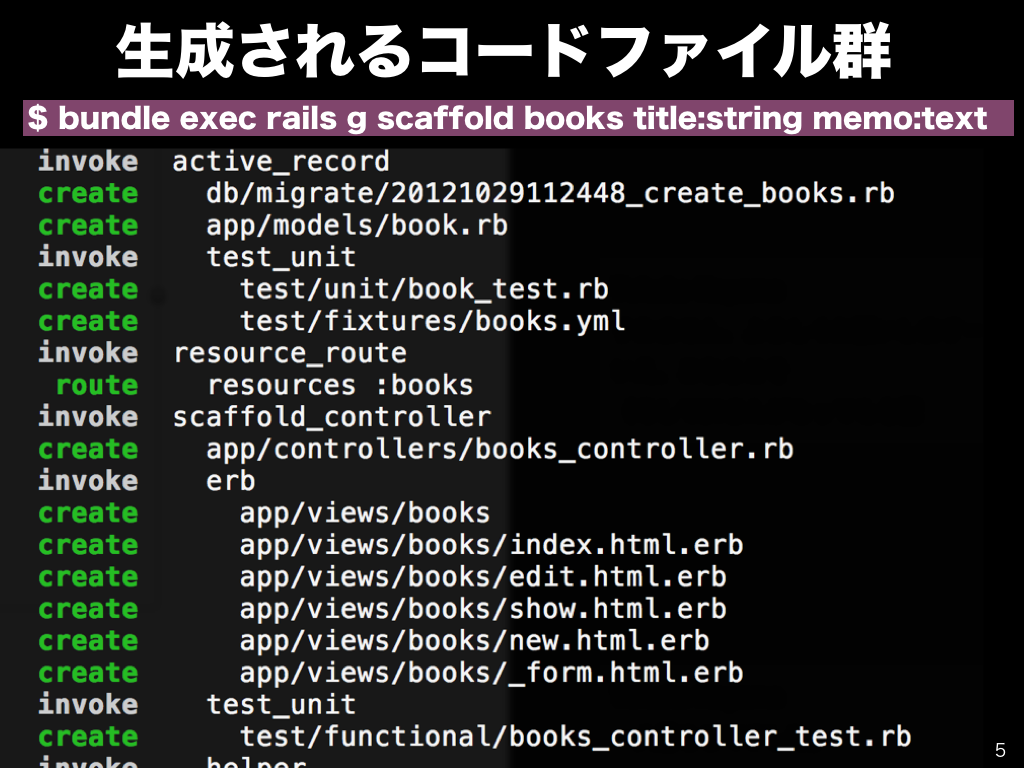 生成されるコードファイル群
$ bundle exec rails g scaffold books title:string memo:text
invoke  active_record
create    db/migrate/20121029112448_create_books.rb
create    app/models/book.rb
invoke    test_unit
create      test/unit/book_test.rb
create      test/fixtures/books.yml
invoke  resource_route
 route    resources :books
invoke  scaffold_controller
create    app/controllers/books_controller.rb
invoke    erb
create      app/views/books
create      app/views/books/index.html.erb
create      app/views/books/edit.html.erb
create      app/views/books/show.html.erb
create      app/views/books/new.html.erb
create      app/views/books/_form.html.erb
invoke    test_unit
create      test/functional/books_controller_test.rb
invoke    helper
5